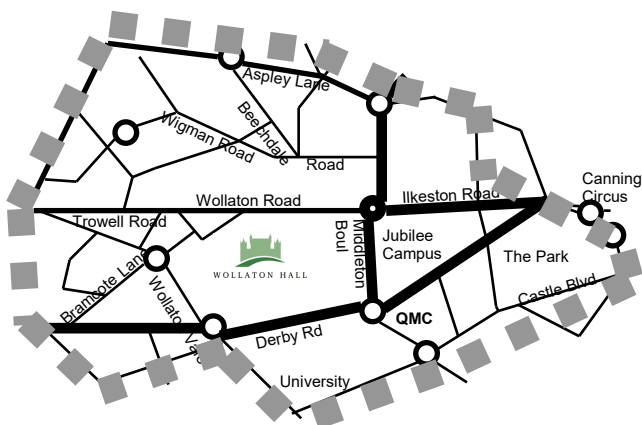 Aspley Lane
Beechdale
Wigman Road
Road
Canning
Circus
Wollaton Road
Ilkeston Road
Trowell Road
Middleton
Boul
Jubilee
Campus
The Park
WOLLATON HALL
Bramcote Lane
Wollaton Vale
Castle Blvd
QMC
Derby Rd
University